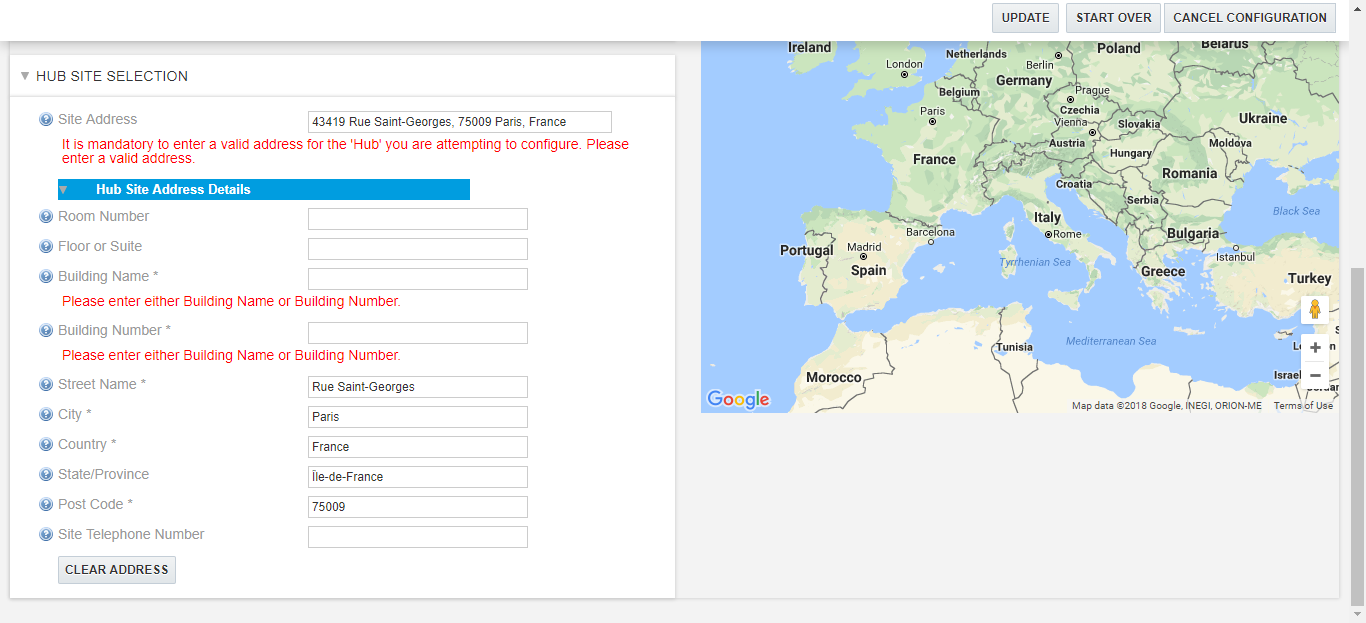 UPDATE START OVER CANCEL CONFIGURATION
HUB SITE SELECTION
Site Address 43419 Rue Saint-Georges, 75009 Paris, France
It is mandatory to enter a valid address for the 'Hub' you are attempting to configure. Please
enter a valid address.
Hub Site Address Details
Room Number
Floor or Suite
Building Name *
Please enter either Building Name or Building Number.
Building Number *
Please enter either Building Name or Building Number.
Street Name * Rue Saint-Georges
City * Paris
Country * France
State/Province Île-de-France
Post Code * 75009
Site Telephone Number
CLEAR ADDRESS
Ireland
Netherlands
Poland
Belarus
London
Berlin
Germany
Belgium
Prague
Paris
Czechia
Vienna
Slovakia
Ukraine
Austria
Moldova
France
Hungary
Romania
Croatia
Serbia
Italy
Black Sea
Barcelona
Rome
Bulgaria
Portugal
Madrid
Istanbul
Tyrrhenian Sea
Spain
Greece
Turkey
Mediterranean Sea
Tunisia
Israel
Morocco
Google
Map data ©2018 Google, INEGI, ORION-ME Terms of Use